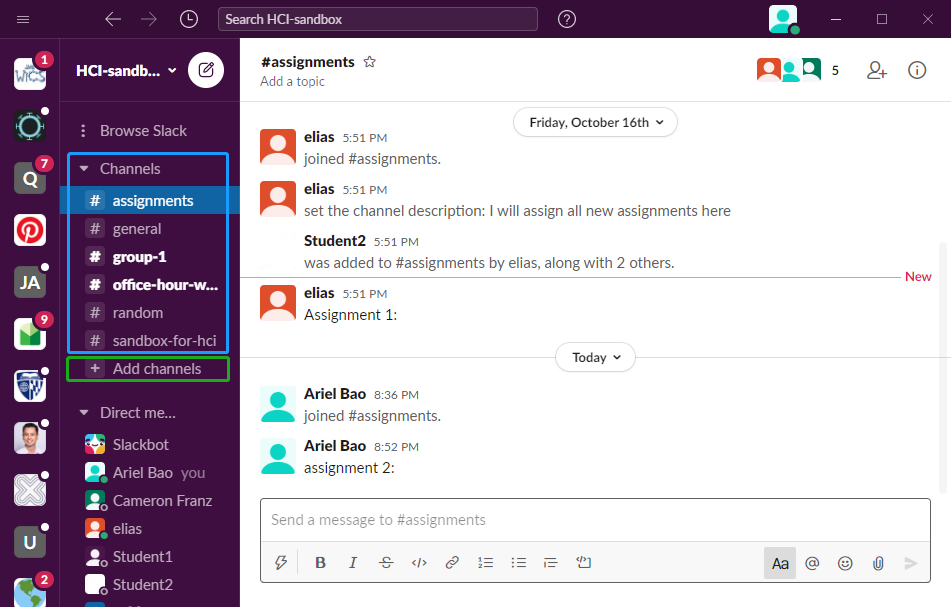 Search HCI-sandbox
WiCS
1
Q
7
JA
9
U
2
HCI-sandb...
Browse Slack
Channels
# assignments
# general
# group-1
# office-hour-w...
# random
# sandbox-for-hci
+ Add channels
Direct me...
Slackbot
Ariel Bao you
Cameron Franz
elias
Student1
Student2
#assignments
Add a topic
5
Friday, October 16th
elias 5:51 PM
joined #assignments.
elias 5:51 PM
set the channel description: I will assign all new assignments here
Student2 5:51 PM
was added to #assignments by elias, along with 2 others.
New
elias 5:51 PM
Assignment 1:
Today
Ariel Bao 8:36 PM
joined #assignments.
Ariel Bao 8:52 PM
assignment 2:
Send a message to #assignments
B I S </> Aa @